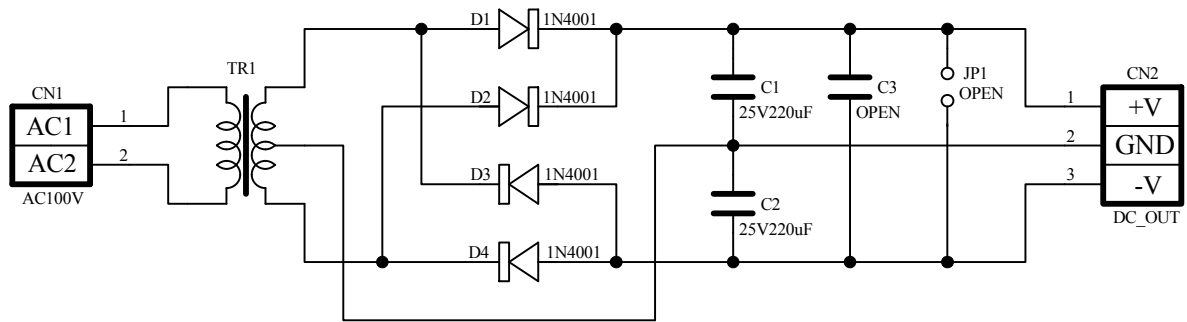 D1
1N4001
TR1
CN1
AC1
AC2
AC100V
1
2
D2
1N4001
D3
1N4001
D4
1N4001
C1
25V220uF
C2
25V220uF
C3
OPEN
JP1
OPEN
CN2
1
+V
2
GND
3
-V
DC_OUT